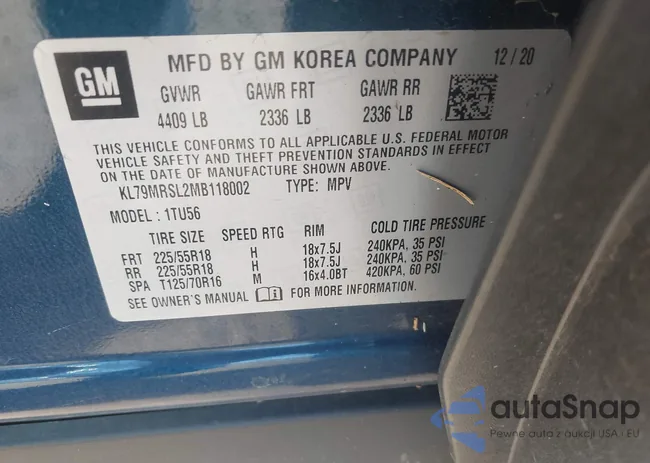 GM
MFD BY GM KOREA COMPANY 12/20
GVWR GAWR FRT GAWR RR
4409 LB 2336 LB 2336 LB
THIS VEHICLE CONFORMS TO ALL APPLICABLE U.S. FEDERAL MOTOR
VEHICLE SAFETY AND THEFT PREVENTION STANDARDS IN EFFECT
ON THE DATE OF MANUFACTURE SHOWN ABOVE.
KL79MRSL2MB118002 TYPE: MPV
MODEL: 1TU56
TIRE SIZE SPEED RTG RIM COLD TIRE PRESSURE
FRT 225/55R18 H 18x7.5J 240KPA, 35 PSI
RR 225/55R18 H 18x7.5J 240KPA, 35 PSI
SPA T125/70R16 M 16x4.0BT 420KPA, 60 PSI
SEE OWNER'S MANUAL FOR MORE INFORMATION.
autaSnap
Pewne auto z aukcji USA i EU